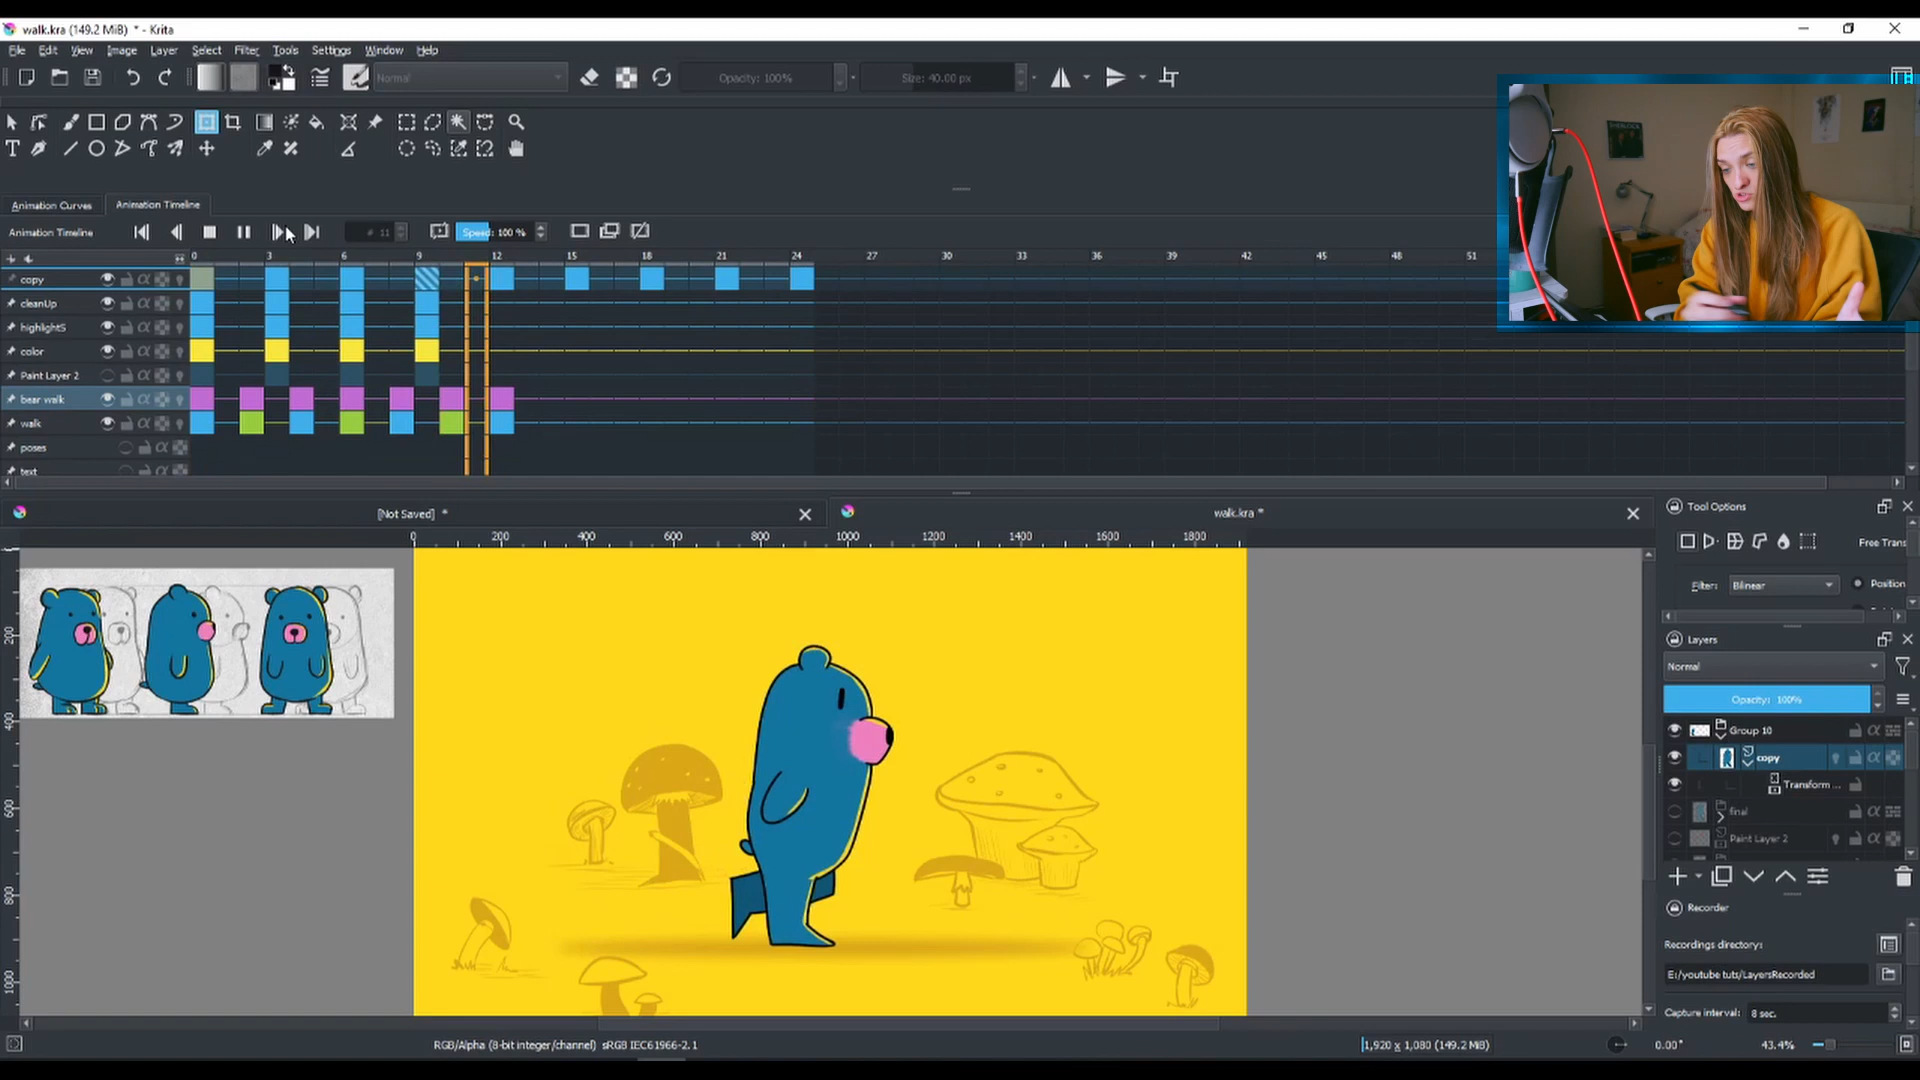 walk.kra (149.2 MiB) * - Krita
File Edit View Image Layer Select Filter Tools Settings Window Help
Normal Opacity: 100% Size: 40.00 px
Animation Curves Animation Timeline
Animation Timeline # 11 Speed: 100 %
0 3 6 9 12 15 18 21 24 27 30 33 36 39 42 45 48 51
copy
cleanUp
highlightS
color
Paint Layer 2
bear walk
walk
poses
text
[Not Saved] * walk.kra *
0 200 400 600 800 1000 1200 1400 1600 1800
200
400
600
800
1000
Tool Options
Free Trans
Filter: Bilinear Position
Layers
Normal
Opacity: 100%
Group 10
copy
Transform ...
final
Paint Layer 2
Recorder
Recordings directory:
E:/youtube tuts/LayersRecorded
Capture interval: 8 sec.
RGB/Alpha (8-bit integer/channel) sRGB IEC61966-2.1 1,920 x 1,080 (149.2 MiB) 0.00° 43.4%